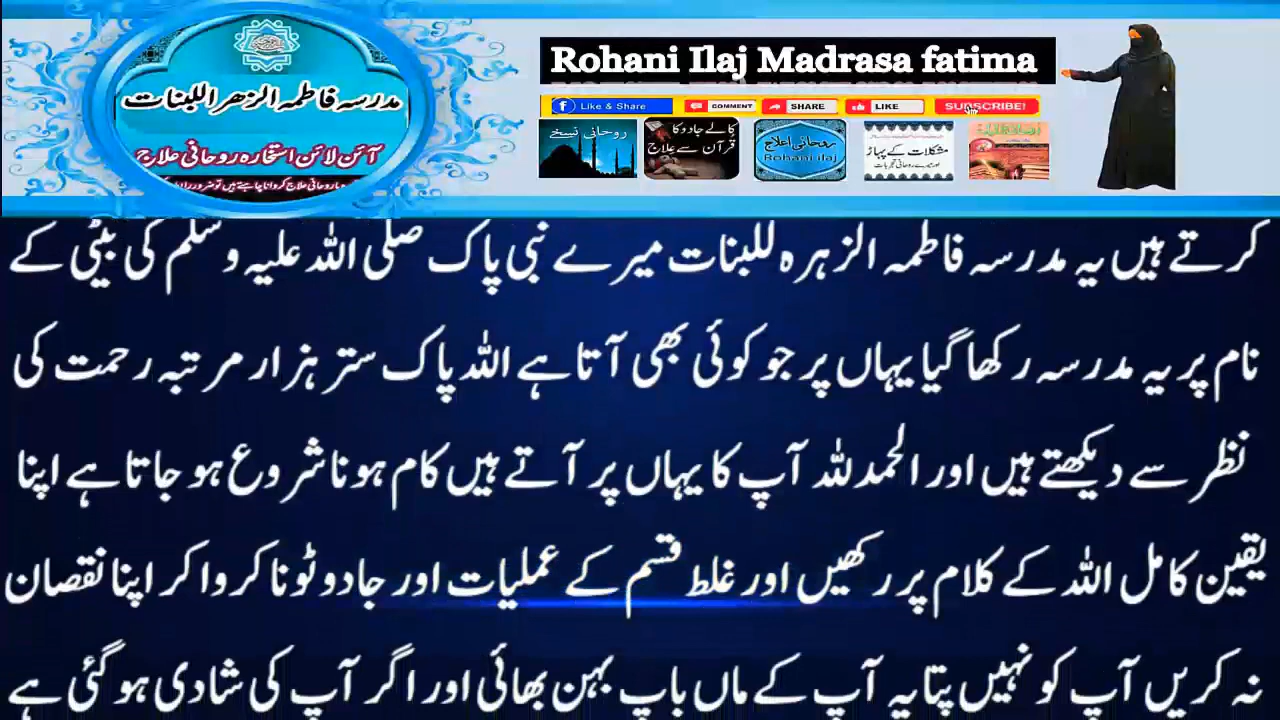 مدرسہ فاطمہ الزھرا للبنات
آئن لائن استخارہ روحانی علاج
Rohani Ilaj Madrasa fatima
Like & Share
COMMENT
SHARE
LIKE
SUBSCRIBE!
روحانی نسخ
کالے جادو کا
قرآن سے علاج
روحانی علاج
Rohani ilaj
مشکلات کے پہاڑ
کرتے ہیں یہ مدرسہ فاطمہ الزہرہ للبنات میرے نبی پاک صلی اللہ علیہ وسلم کی بیٹی کے
نام پر یہ مدرسہ رکھا گیا یہاں پر جو کوئی بھی آتا ہے اللہ پاک ستر ہزار مرتبہ رحمت کی
نظر سے دیکھتے ہیں اور الحمدللہ آپ کا یہاں پر آتے ہیں کام ہونا شروع ہو جاتا ہے اپنا
یقین کامل اللہ کے کلام پر رکھیں اور غلط قسم کے عملیات اور جادو ٹونا کروا کر اپنا نقصان
نہ کریں آپ کو نہیں پتا یہ آپ کے ماں باپ بہن بھائی اور اگر آپ کی شادی ہو گئی ہے